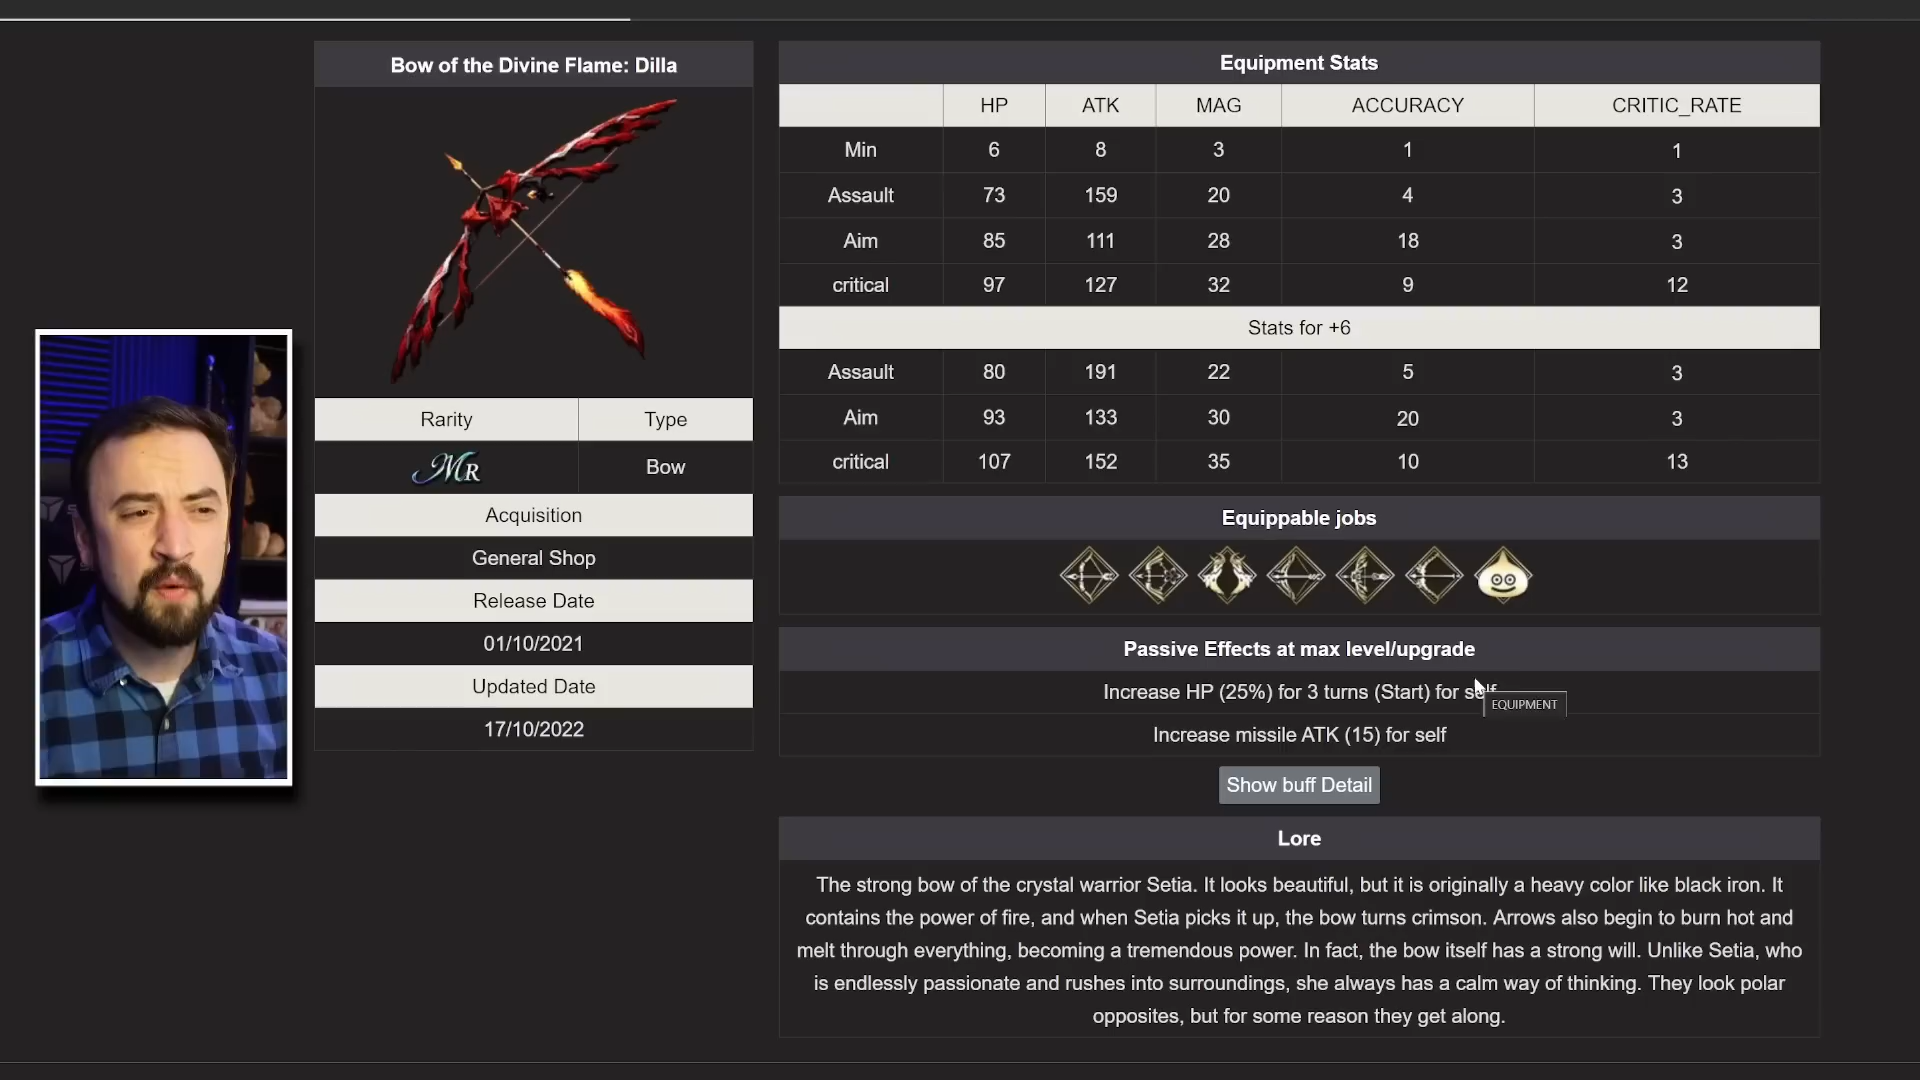 Bow of the Divine Flame: Dilla
Rarity Type
MR Bow
Acquisition
General Shop
Release Date
01/10/2021
Updated Date
17/10/2022
Equipment Stats
HP ATK MAG ACCURACY CRITIC_RATE
Min 6 8 3 1 1
Assault 73 159 20 4 3
Aim 85 111 28 18 3
critical 97 127 32 9 12
Stats for +6
Assault 80 191 22 5 3
Aim 93 133 30 20 3
critical 107 152 35 10 13
Equippable jobs
Passive Effects at max level/upgrade
Increase HP (25%) for 3 turns (Start) for self
EQUIPMENT
Increase missile ATK (15) for self
Show buff Detail
Lore
The strong bow of the crystal warrior Setia. It looks beautiful, but it is originally a heavy color like black iron. It
contains the power of fire, and when Setia picks it up, the bow turns crimson. Arrows also begin to burn hot and
melt through everything, becoming a tremendous power. In fact, the bow itself has a strong will. Unlike Setia, who
is endlessly passionate and rushes into surroundings, she always has a calm way of thinking. They look polar
opposites, but for some reason they get along.